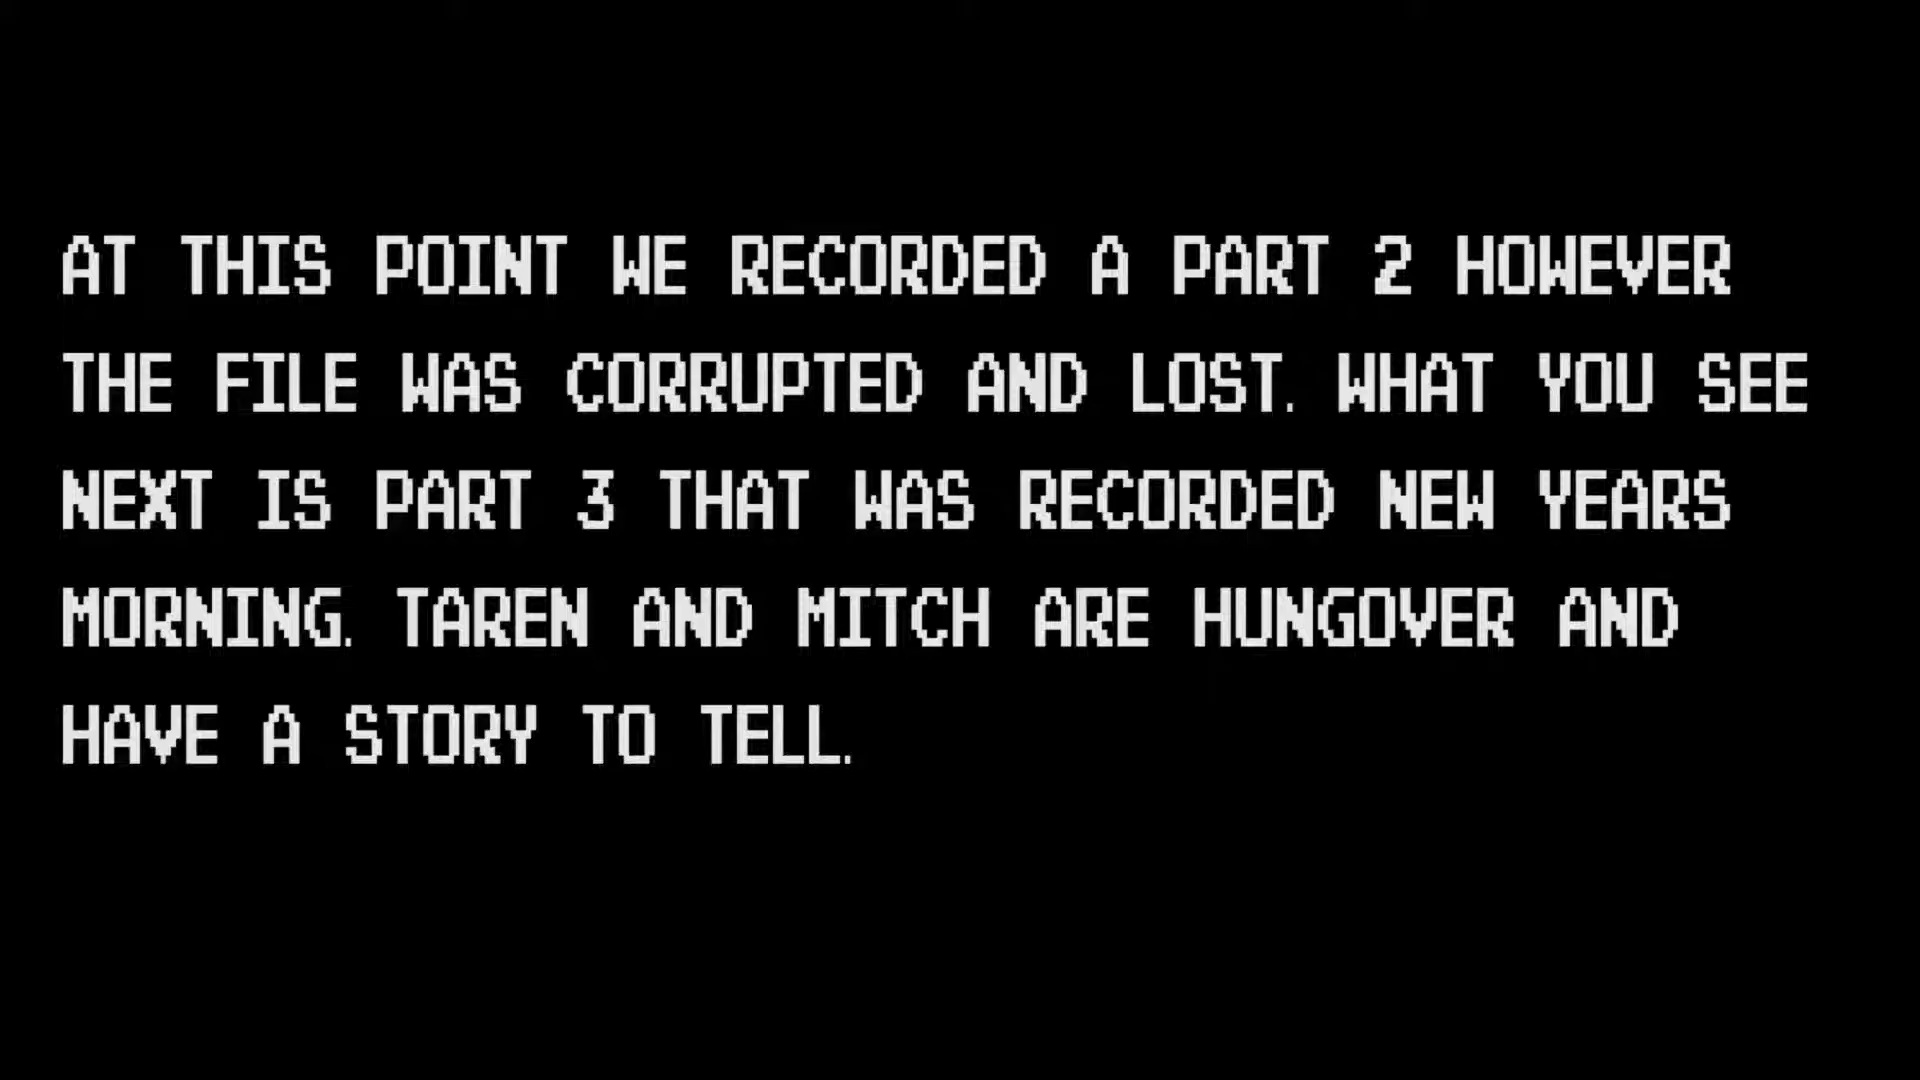 AT THIS POINT WE RECORDED A PART 2 HOWEVER
THE FILE WAS CORRUPTED AND LOST. WHAT YOU SEE
NEXT IS PART 3 THAT WAS RECORDED NEW YEARS
MORNING. TAREN AND MITCH ARE HUNGOVER AND
HAVE A STORY TO TELL.